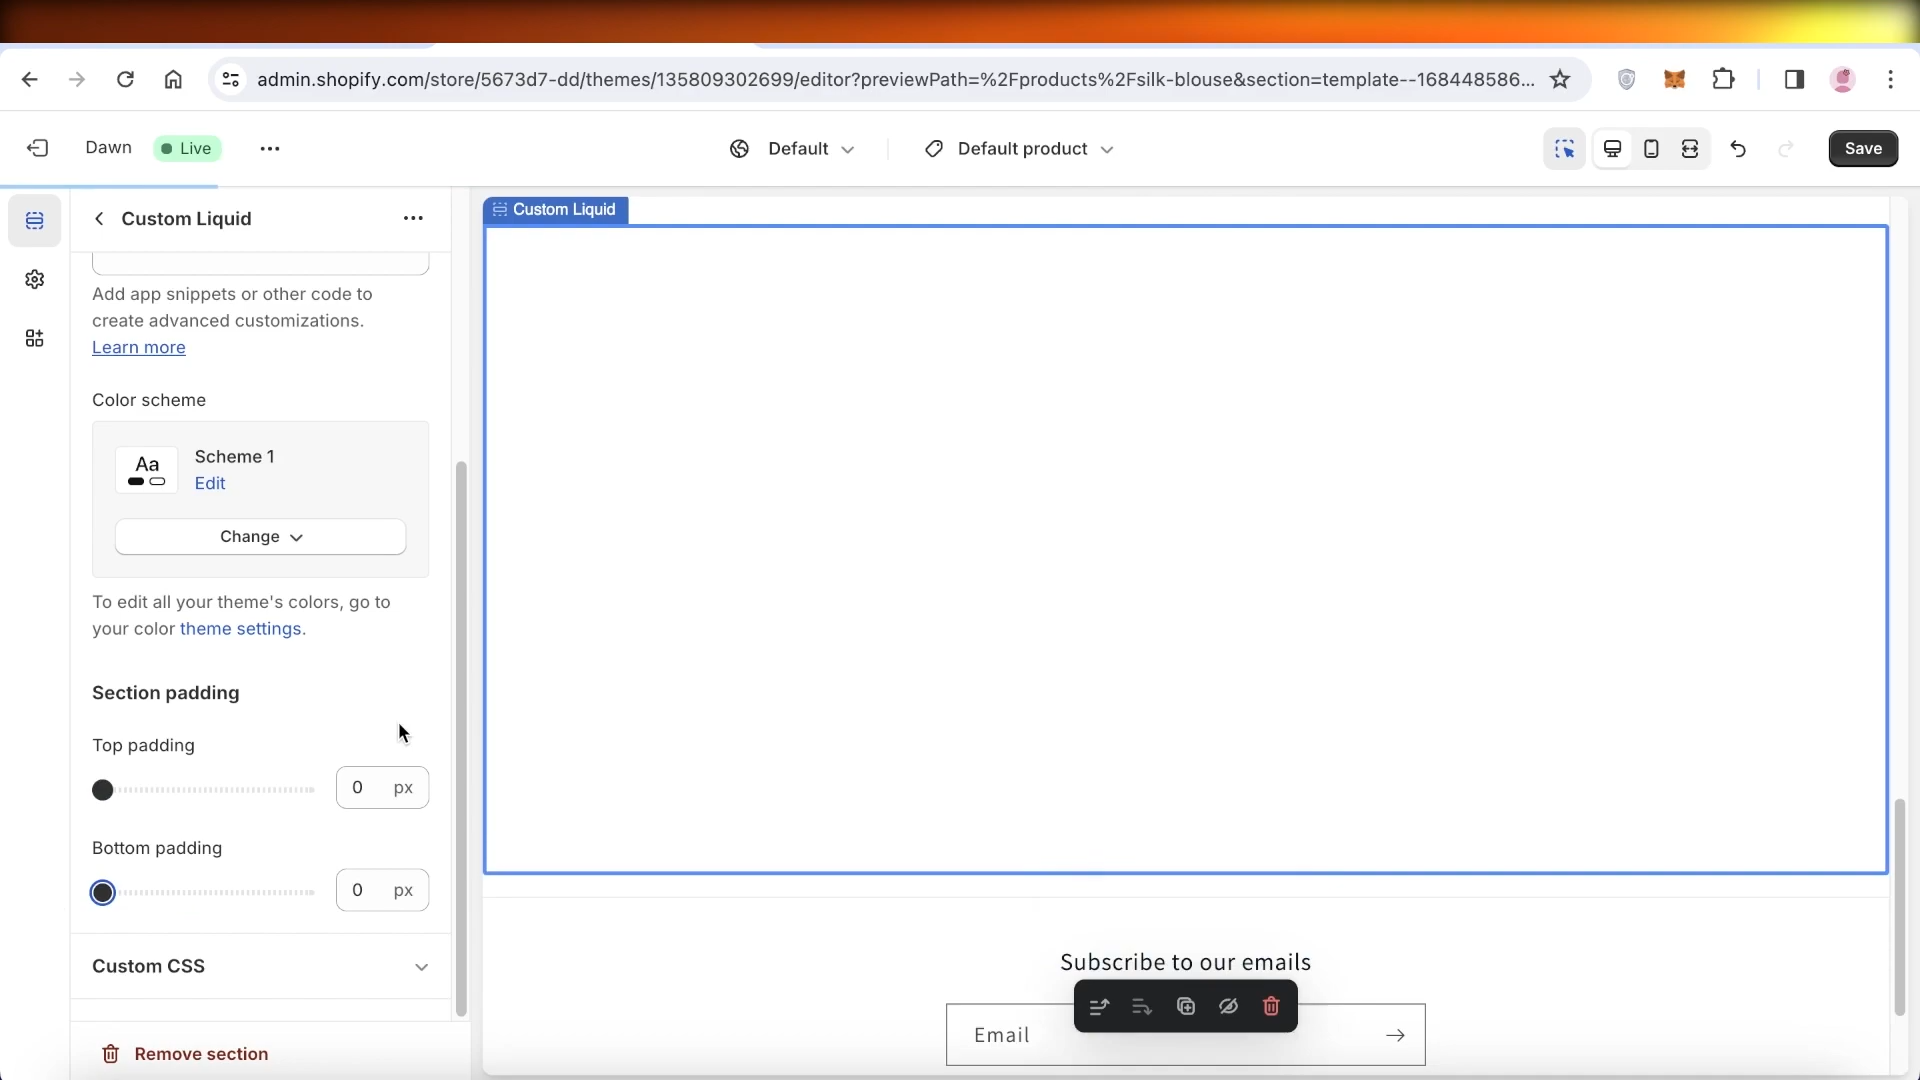 admin.shopify.com/store/5673d7-dd/themes/135809302699/editor?previewPath=%2Fproducts%2Fsilk-blouse&section=template--168448586...
Dawn
Live
Default
Default product
Save
Custom Liquid
Add app snippets or other code to
create advanced customizations.
Learn more
Color scheme
Aa
Scheme 1
Edit
Change
To edit all your theme's colors, go to
your color theme settings.
Section padding
Top padding
0 px
Bottom padding
0 px
Custom CSS
Remove section
Custom Liquid
Subscribe to our emails
Email